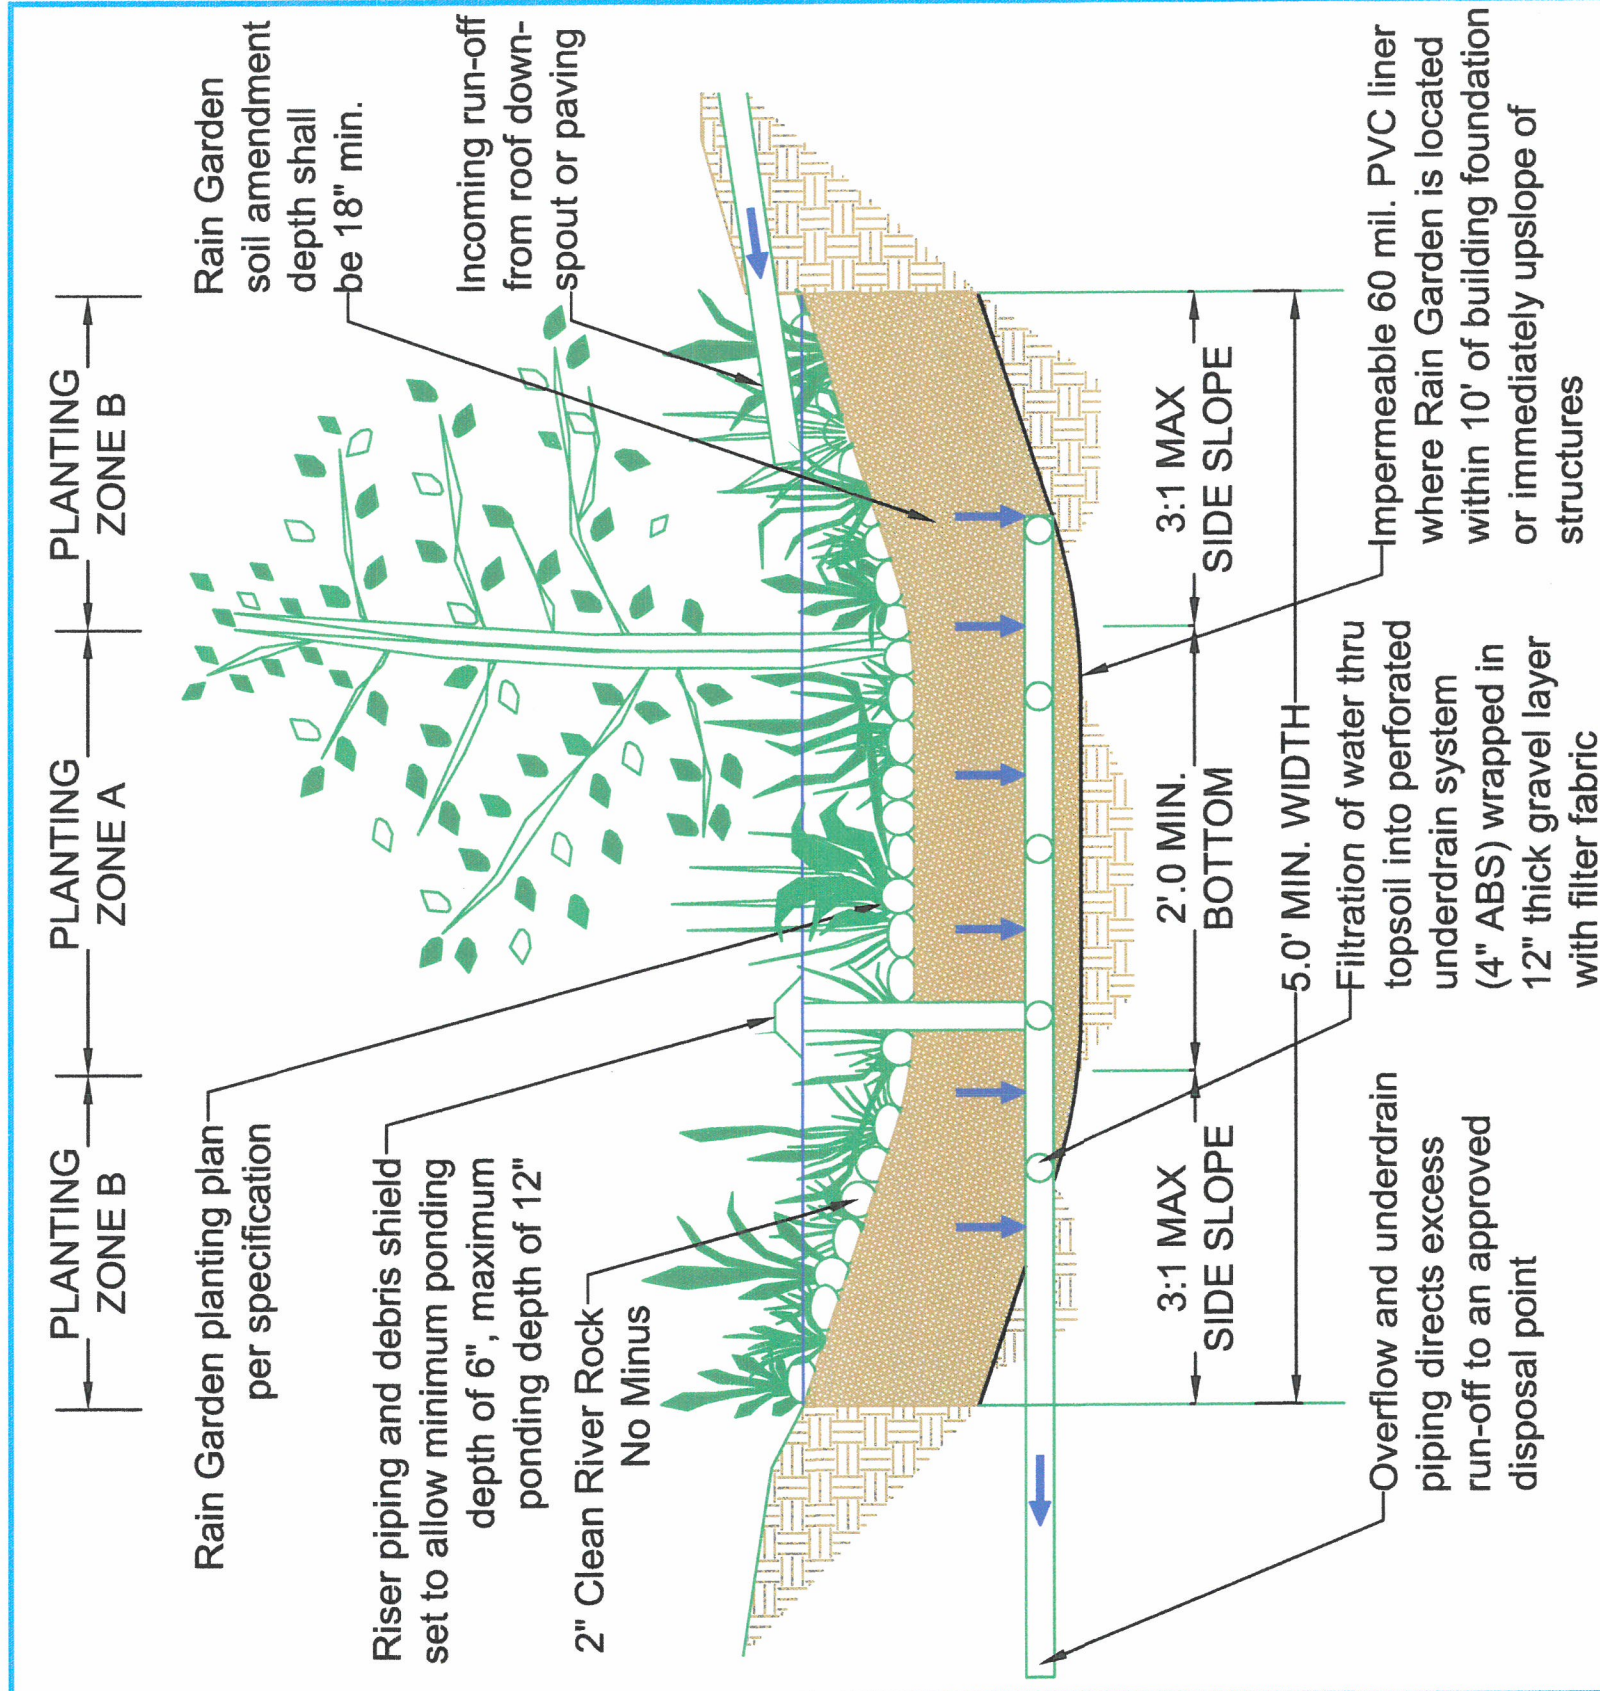 PLANTING
ZONE B
PLANTING
ZONE A
PLANTING
ZONE B
Rain Garden planting plan
per specification
Rain Garden
soil amendment
depth shall
be 18" min.
Riser piping and debris shield
set to allow minimum ponding
depth of 6", maximum
ponding depth of 12"
Incoming run-off
from roof down-
spout or paving
2" Clean River Rock
No Minus
3:1 MAX
SIDE SLOPE
2'.0 MIN.
BOTTOM
3:1 MAX
SIDE SLOPE
5.0' MIN. WIDTH
Overflow and underdrain
piping directs excess
run-off to an approved
disposal point
Filtration of water thru
topsoil into perforated
underdrain system
(4" ABS) wrapped in
12" thick gravel layer
with filter fabric
Impermeable 60 mil. PVC liner
where Rain Garden is located
within 10' of building foundation
or immediately upslope of
structures